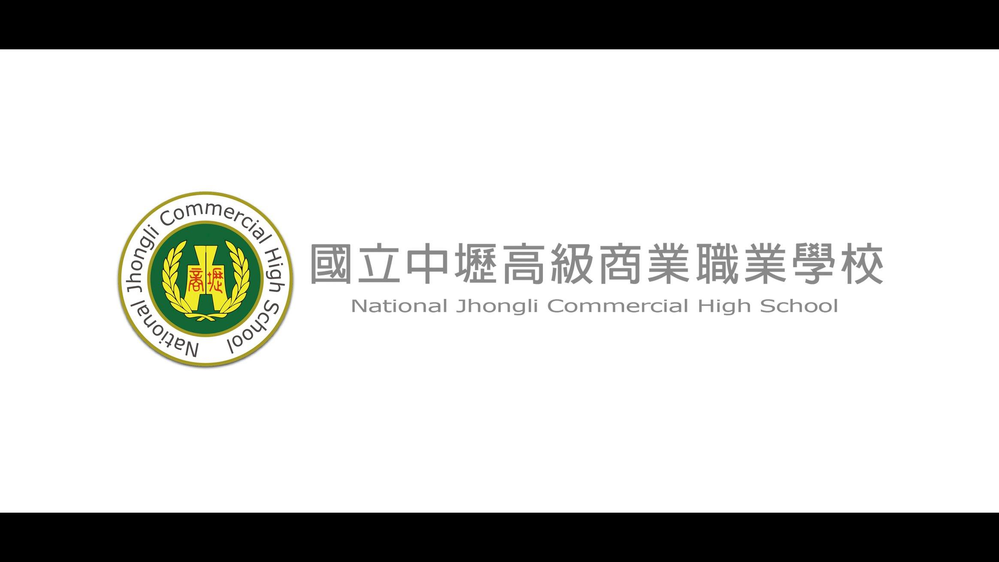 National Jhongli Commercial High School
商壢
國立中壢高級商業職業學校
National Jhongli Commercial High School